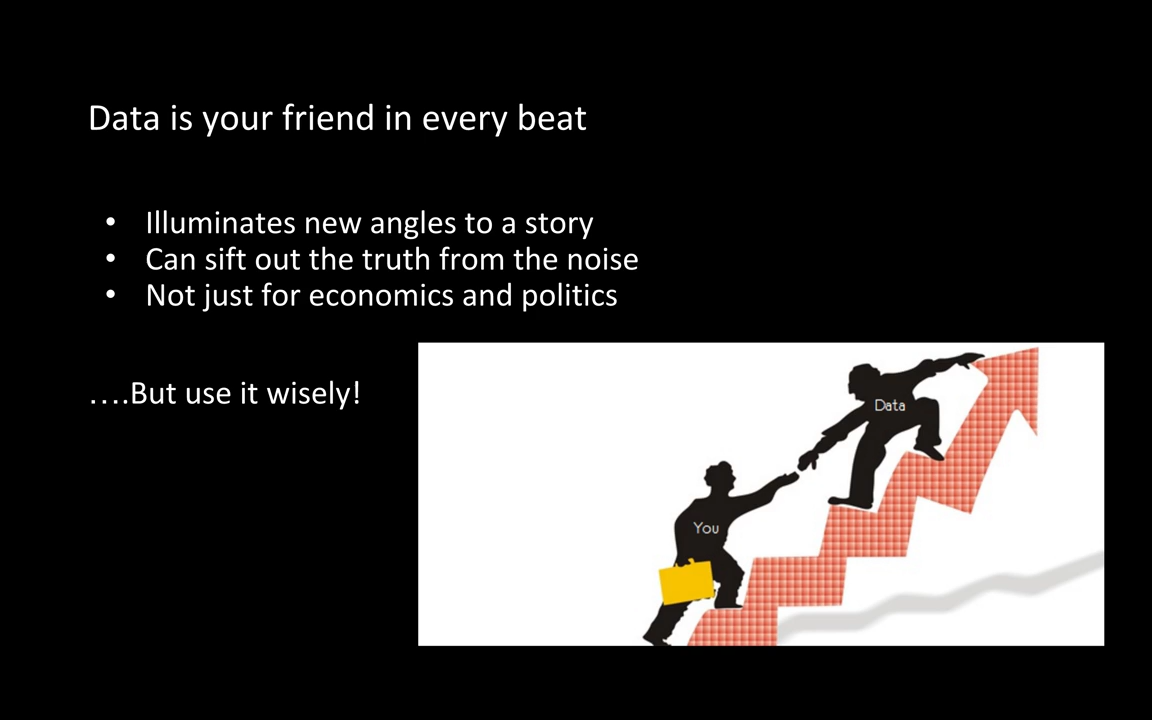 Data is your friend in every beat
• Illuminates new angles to a story
• Can sift out the truth from the noise
• Not just for economics and politics
….But use it wisely!
Data
You